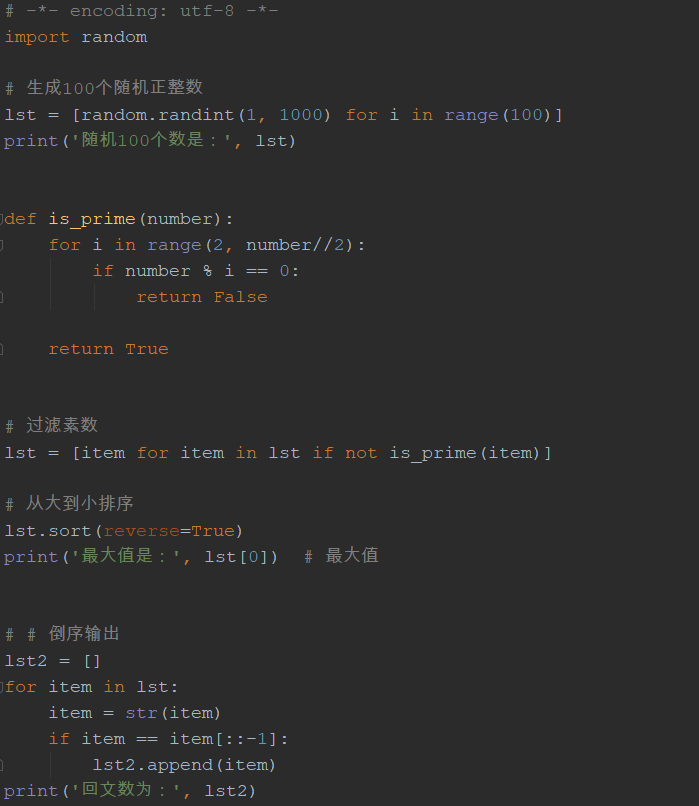 # -*- encoding: utf-8 -*-
import random
# 生成100个随机正整数
lst = [random.randint(1, 1000) for i in range(100)]
print('随机100个数是：', lst)
def is_prime(number):
    for i in range(2, number//2):
        if number % i == 0:
            return False
    return True
# 过滤素数
lst = [item for item in lst if not is_prime(item)]
# 从大到小排序
lst.sort(reverse=True)
print('最大值是：', lst[0])  # 最大值
# # 倒序输出
lst2 = []
for item in lst:
    item = str(item)
    if item == item[::-1]:
        lst2.append(item)
print('回文数为：', lst2)